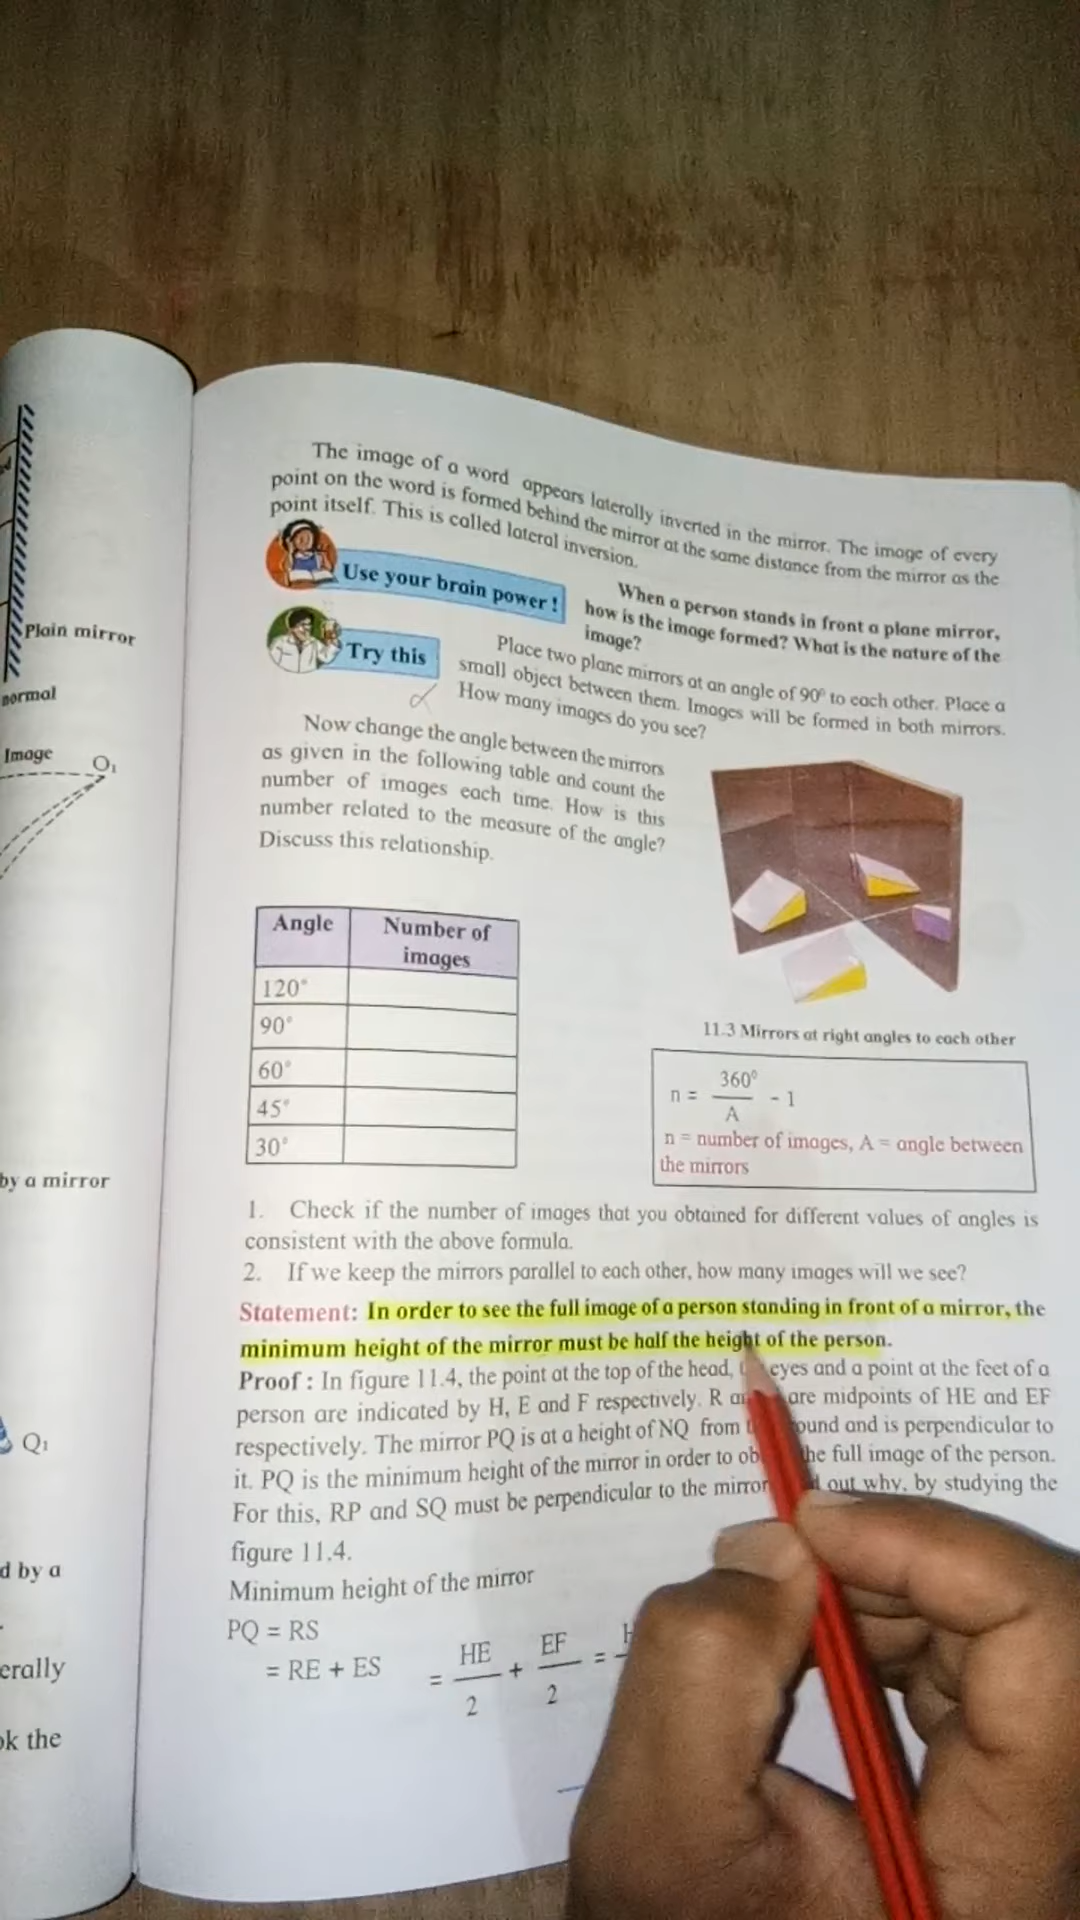 Plain mirror
normal
Image
O₁
by a mirror
Q₁
d by a
erally
ok the
The image of a word appears laterally inverted in the mirror. The image of every
point on the word is formed behind the mirror at the same distance from the mirror as the
point itself. This is called lateral inversion.
Use your brain power !
When a person stands in front a plane mirror,
how is the image formed? What is the nature of the
image?
Try this
Place two plane mirrors at an angle of 90° to each other. Place a
small object between them. Images will be formed in both mirrors.
How many images do you see?
Now change the angle between the mirrors
as given in the following table and count the
number of images each time. How is this
number related to the measure of the angle?
Discuss this relationship.
Angle Number of images
120°
90°
60°
45°
30°
11.3 Mirrors at right angles to each other
n = 360° / A - 1
n = number of images, A = angle between
the mirrors
1. Check if the number of images that you obtained for different values of angles is
consistent with the above formula.
2. If we keep the mirrors parallel to each other, how many images will we see?
Statement: In order to see the full image of a person standing in front of a mirror, the
minimum height of the mirror must be half the height of the person.
Proof : In figure 11.4, the point at the top of the head, eyes and a point at the feet of a
person are indicated by H, E and F respectively. R are midpoints of HE and EF
respectively. The mirror PQ is at a height of NQ from and is perpendicular to
it. PQ is the minimum height of the mirror in order to the full image of the person.
For this, RP and SQ must be perpendicular to the mirror out why, by studying the
figure 11.4.
Minimum height of the mirror
PQ = RS
= RE + ES = HE / 2 + EF / 2 =